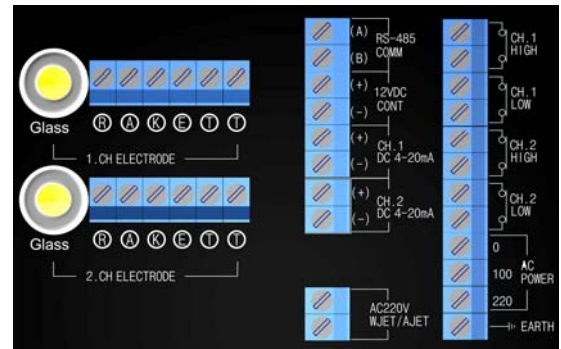 Glass
R A K E T T
1.CH ELECTRODE
Glass
R A K E T T
2.CH ELECTRODE
(A) RS-485
(B) COMM
(+) 12VDC
(-) CONT
(+) CH.1
(-) DC 4-20mA
(+) CH.2
(-) DC 4-20mA
AC220V
WJET/AJET
CH.1
HIGH
CH.1
LOW
CH.2
HIGH
CH.2
LOW
0
100
220
AC
POWER
EARTH